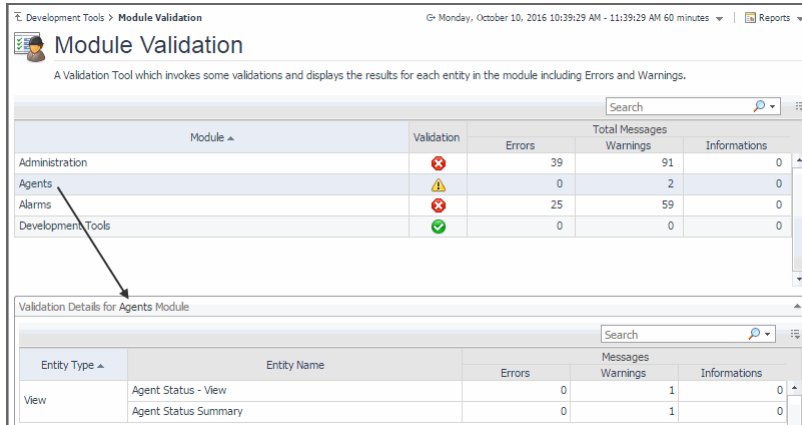 Development Tools > Module Validation
Monday, October 10, 2016 10:39:29 AM - 11:39:29 AM 60 minutes
Reports
Module Validation
A Validation Tool which invokes some validations and displays the results for each entity in the module including Errors and Warnings.
Search
Module Validation Total Messages
Errors Warnings Informations
Administration 39 91 0
Agents 0 2 0
Alarms 25 59 0
Development Tools 0 0 0
Validation Details for Agents Module
Search
Entity Type Entity Name Messages
Errors Warnings Informations
View
Agent Status - View 0 1 0
Agent Status Summary 0 1 0